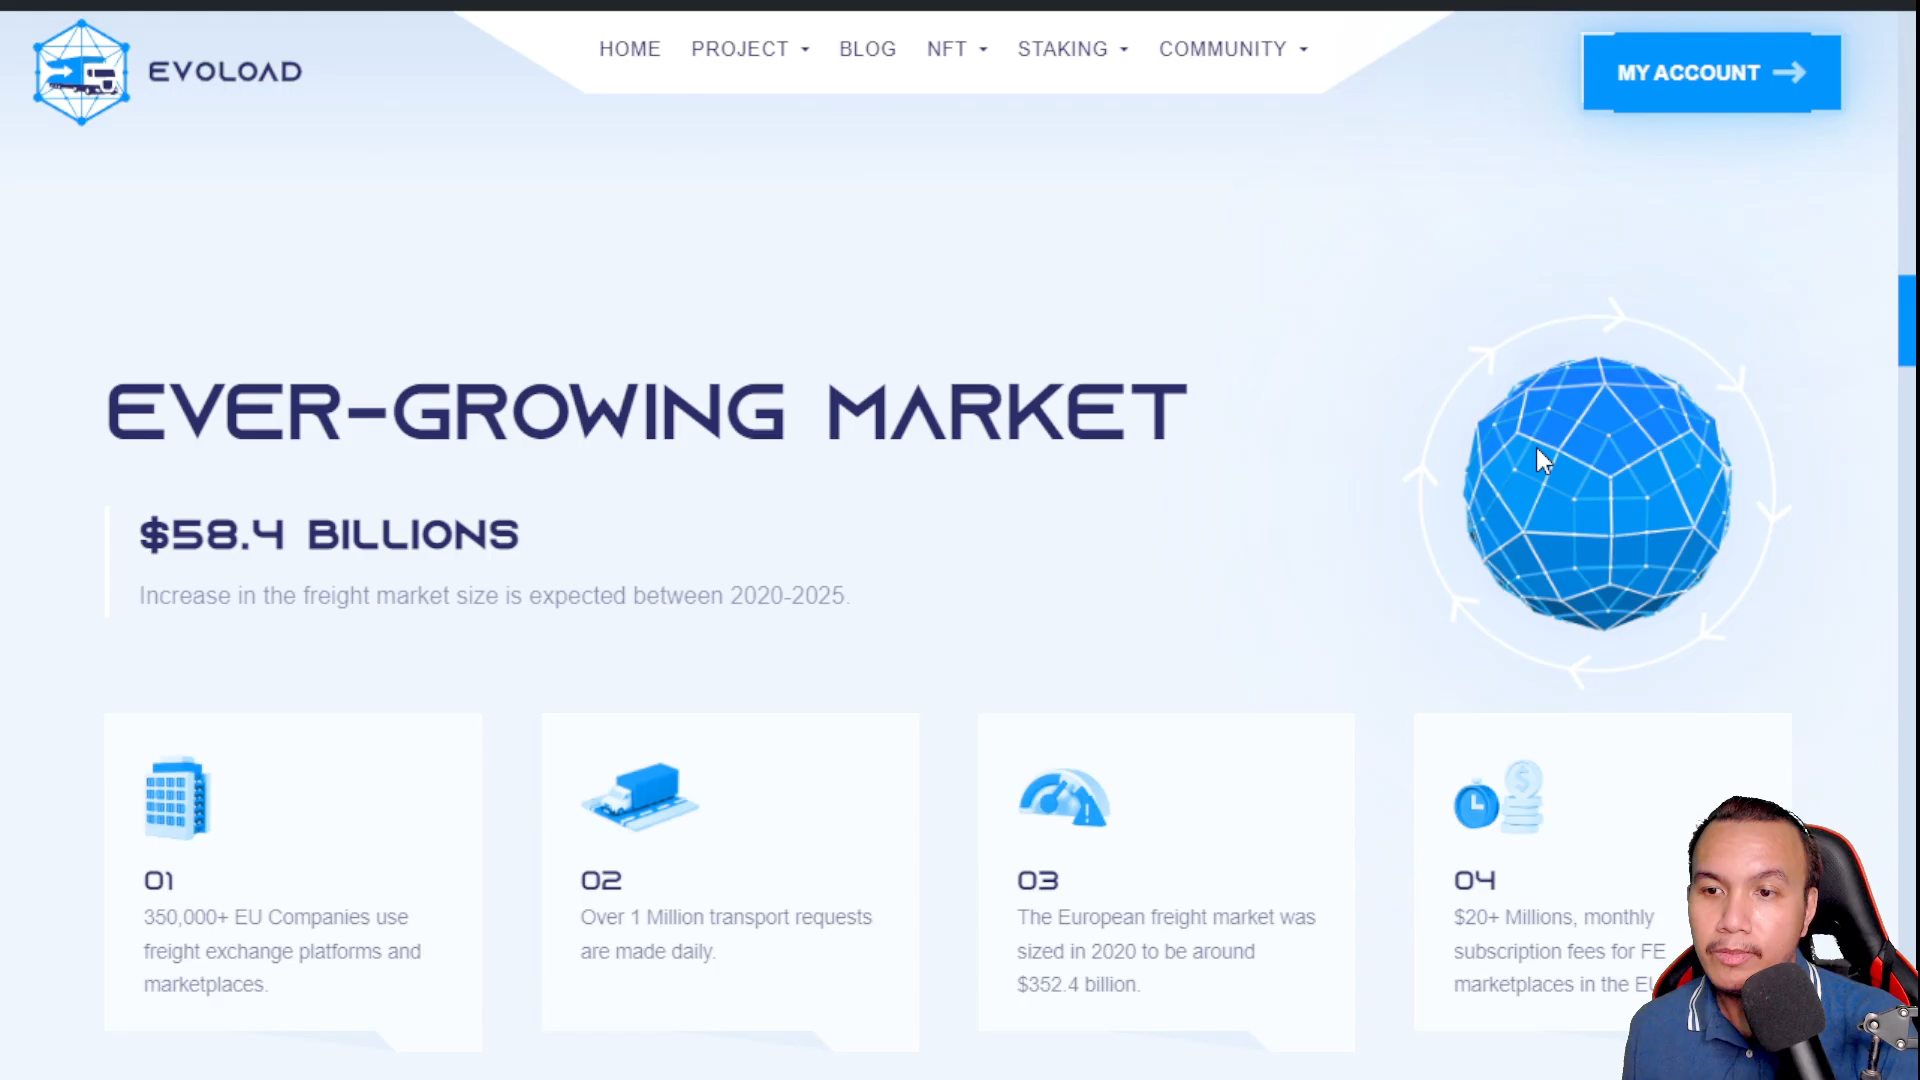 EVOLOAD
HOME PROJECT BLOG NFT STAKING COMMUNITY
MY ACCOUNT
EVER-GROWING MARKET
$58.4 BILLIONS
Increase in the freight market size is expected between 2020-2025.
01
350,000+ EU Companies use
freight exchange platforms and
marketplaces.
02
Over 1 Million transport requests
are made daily.
03
The European freight market was
sized in 2020 to be around
$352.4 billion.
04
$20+ Millions, monthly
subscription fees for FE
marketplaces in the